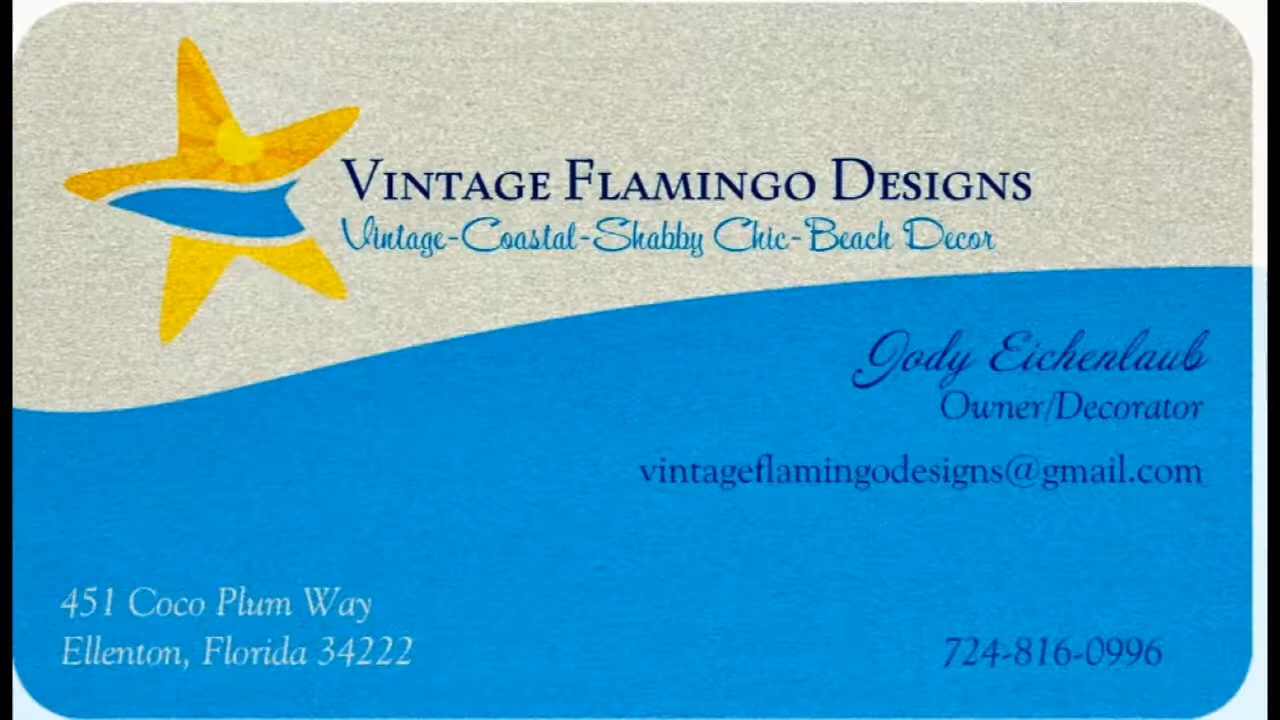 Vintage Flamingo Designs
Vintage-Coastal-Shabby Chic-Beach Decor
Jody Eichenlaub
Owner/Decorator
vintageflamingodesigns@gmail.com
451 Coco Plum Way
Ellenton, Florida 34222
724-816-0996